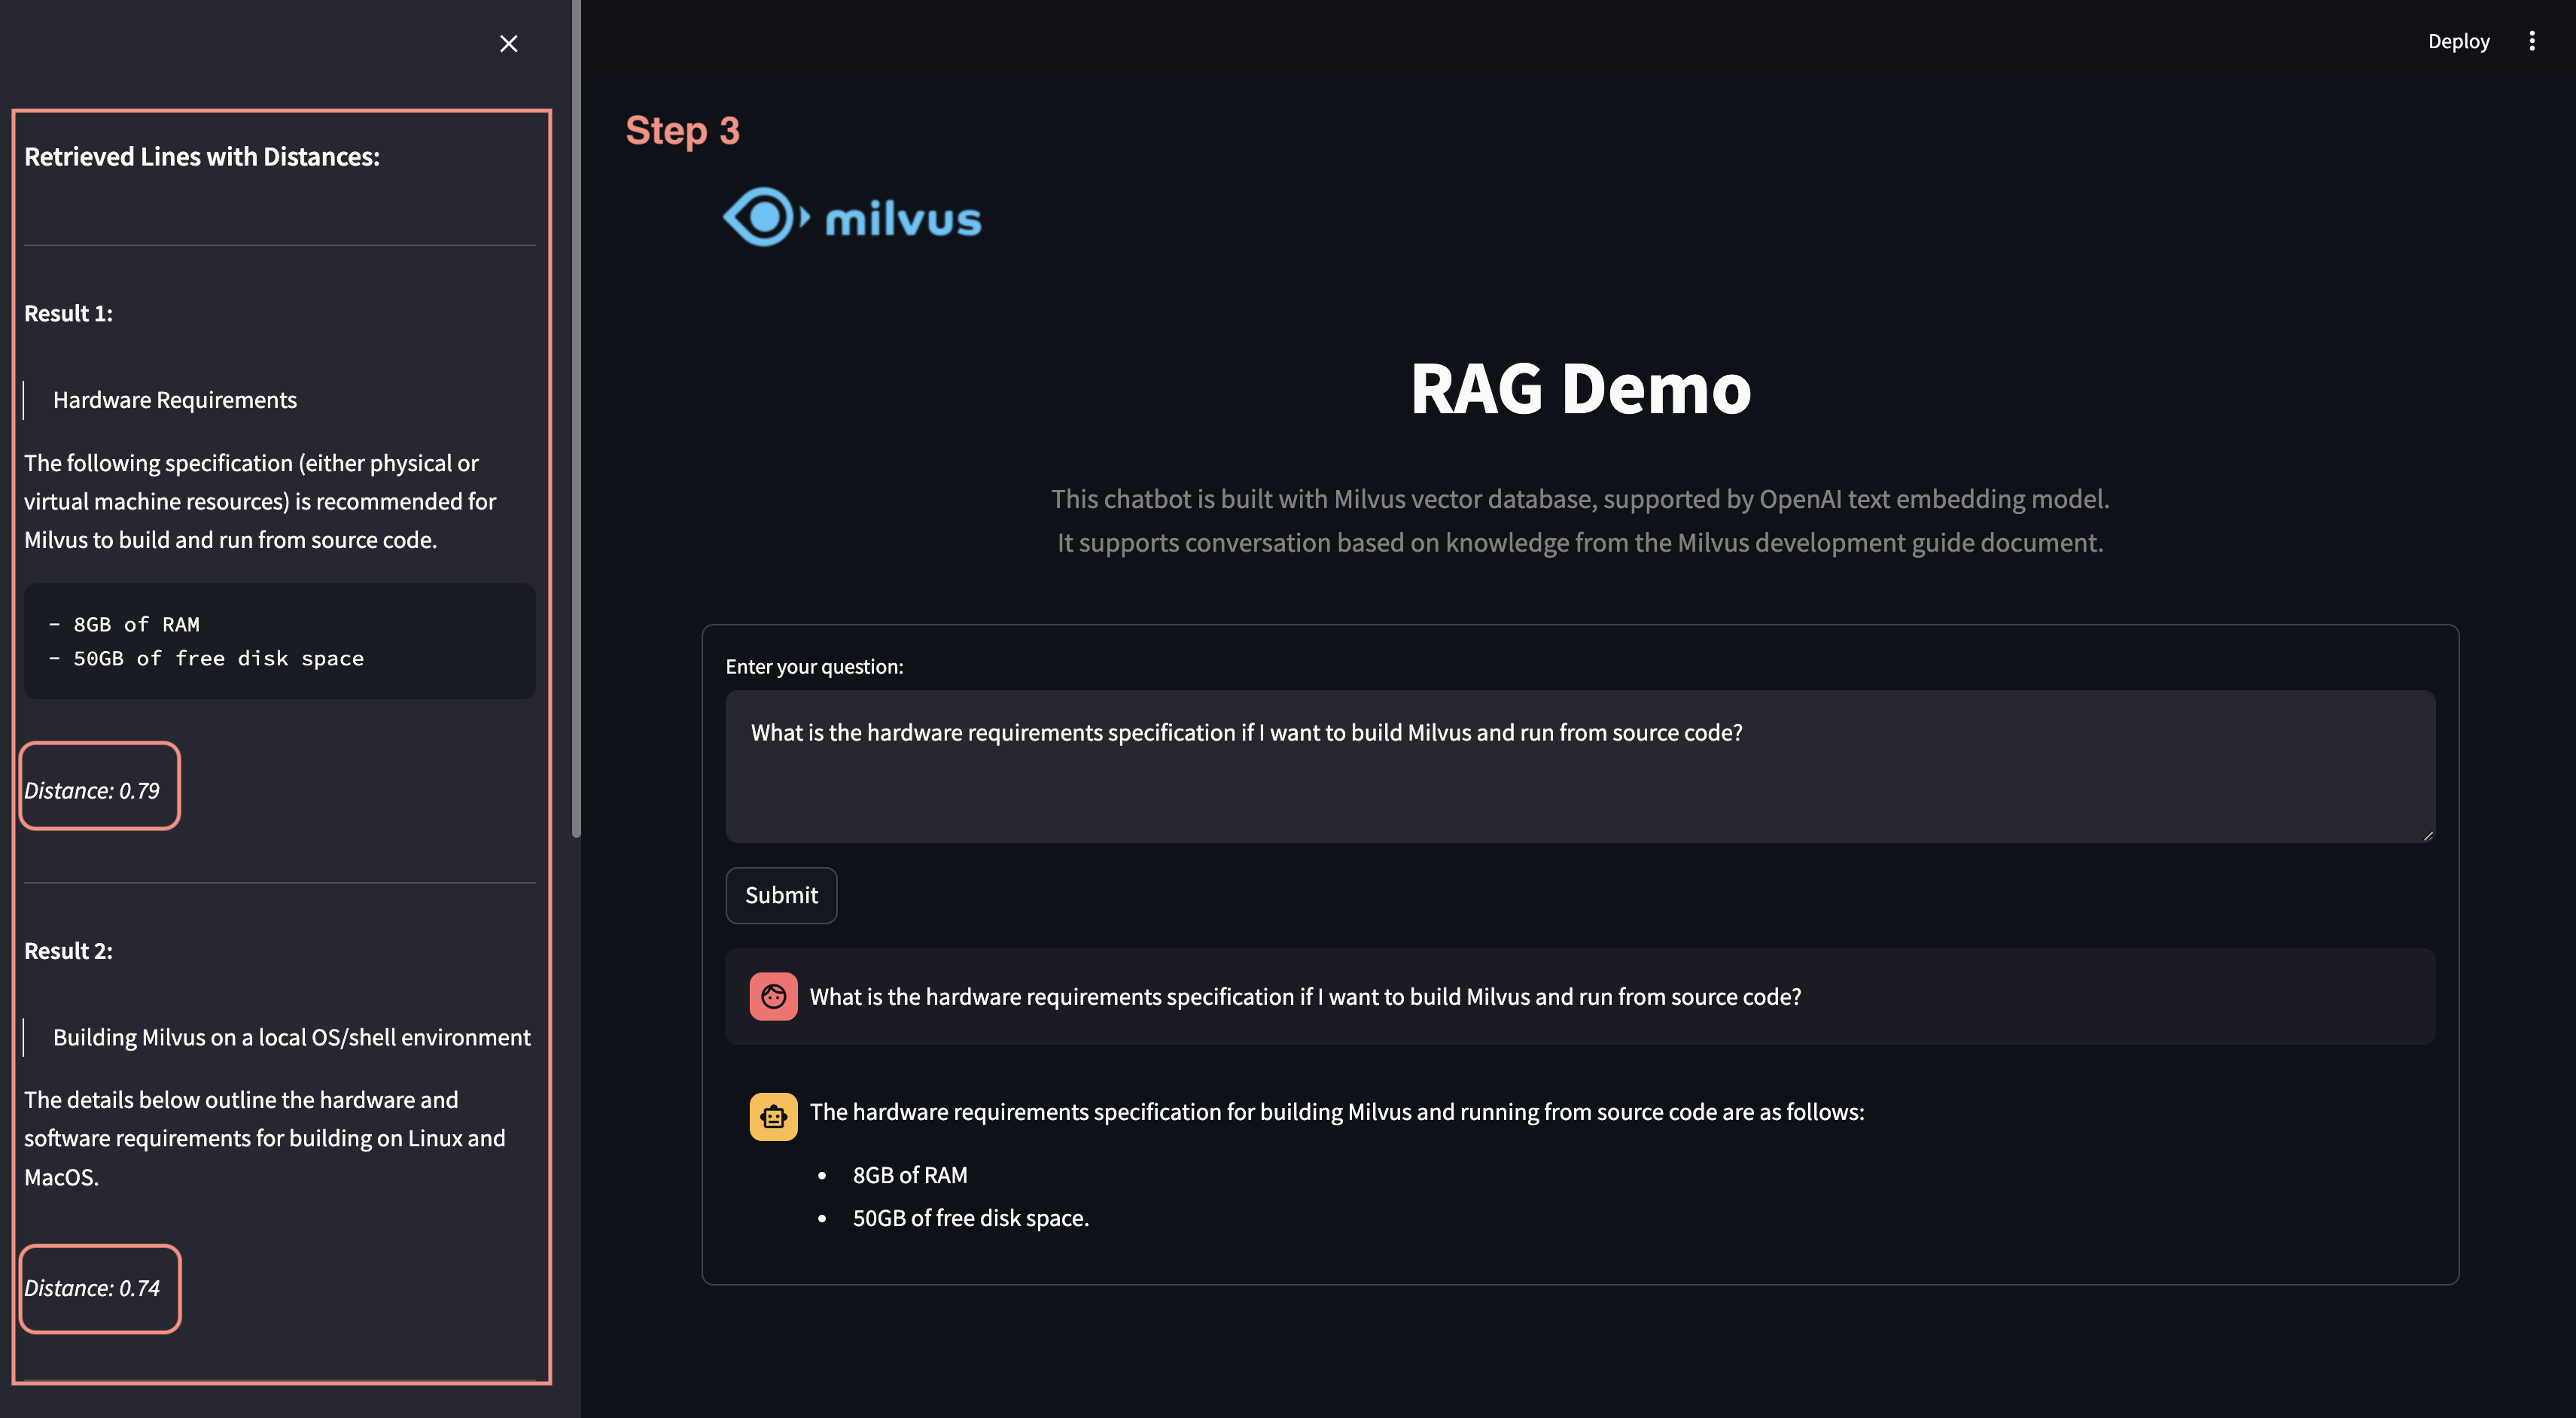 Retrieved Lines with Distances:
Result 1:
Hardware Requirements
The following specification (either physical or
virtual machine resources) is recommended for
Milvus to build and run from source code.
- 8GB of RAM
- 50GB of free disk space
Distance: 0.79
Result 2:
Building Milvus on a local OS/shell environment
The details below outline the hardware and
software requirements for building on Linux and
MacOS.
Distance: 0.74
Deploy
Step 3
milvus
RAG Demo
This chatbot is built with Milvus vector database, supported by OpenAI text embedding model.
It supports conversation based on knowledge from the Milvus development guide document.
Enter your question:
What is the hardware requirements specification if I want to build Milvus and run from source code?
Submit
What is the hardware requirements specification if I want to build Milvus and run from source code?
The hardware requirements specification for building Milvus and running from source code are as follows:
• 8GB of RAM
• 50GB of free disk space.